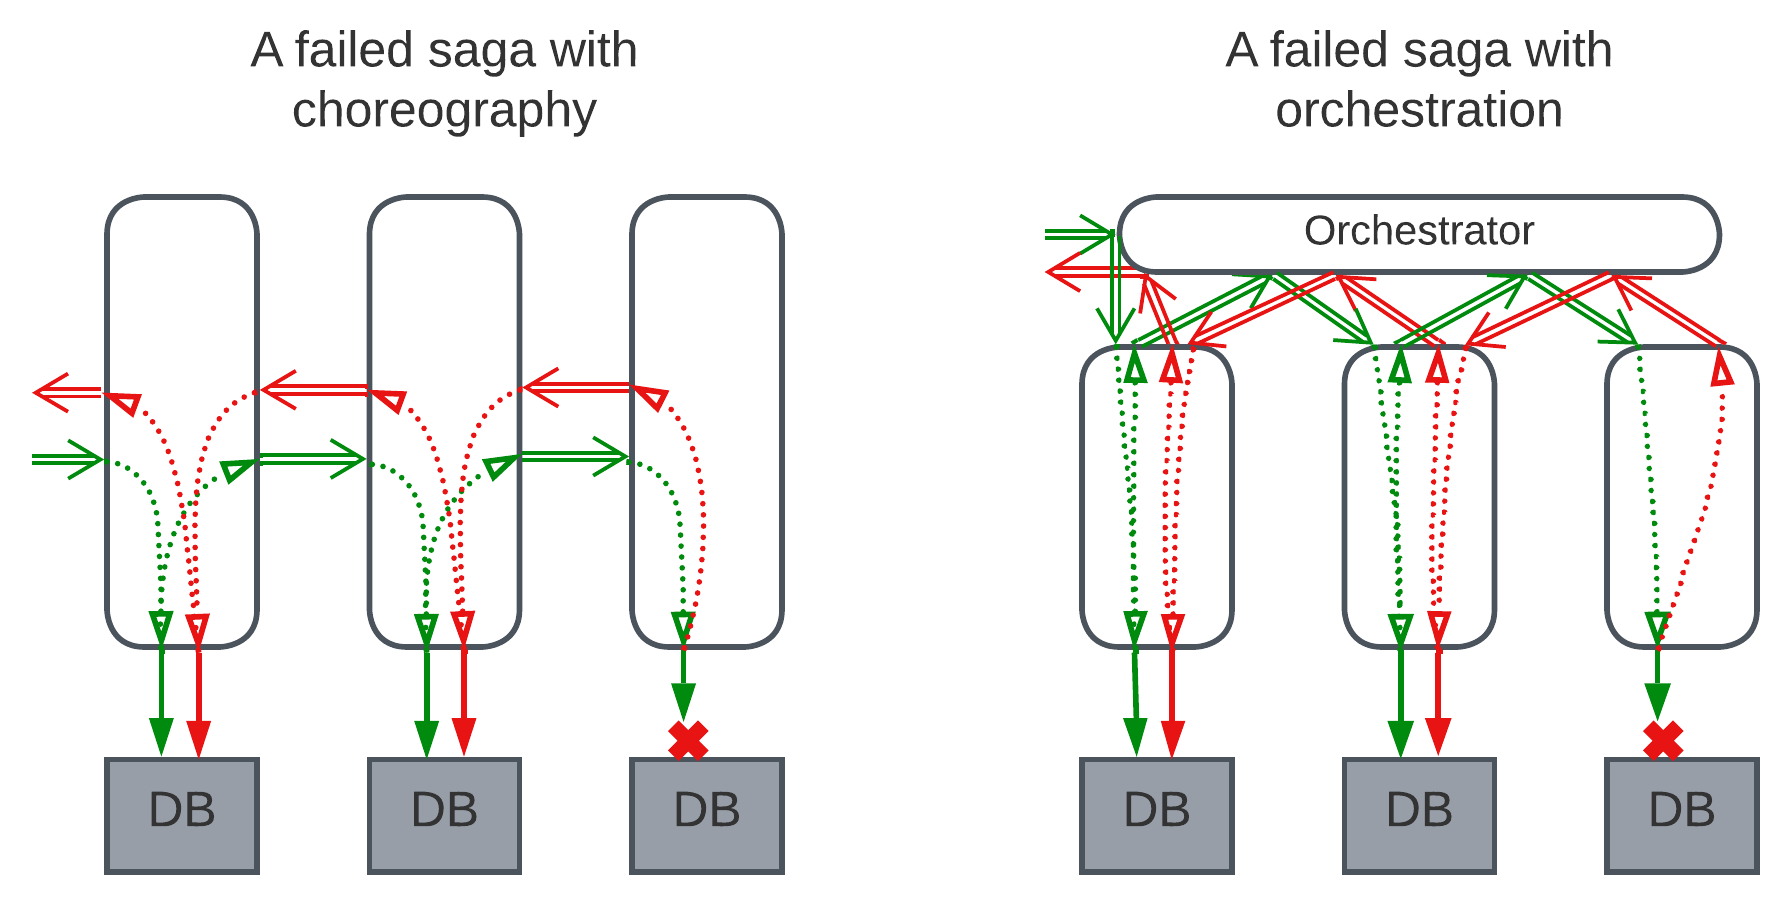 A failed saga with
choreography
A failed saga with
orchestration
Orchestrator
DB
DB
DB
DB
DB
DB